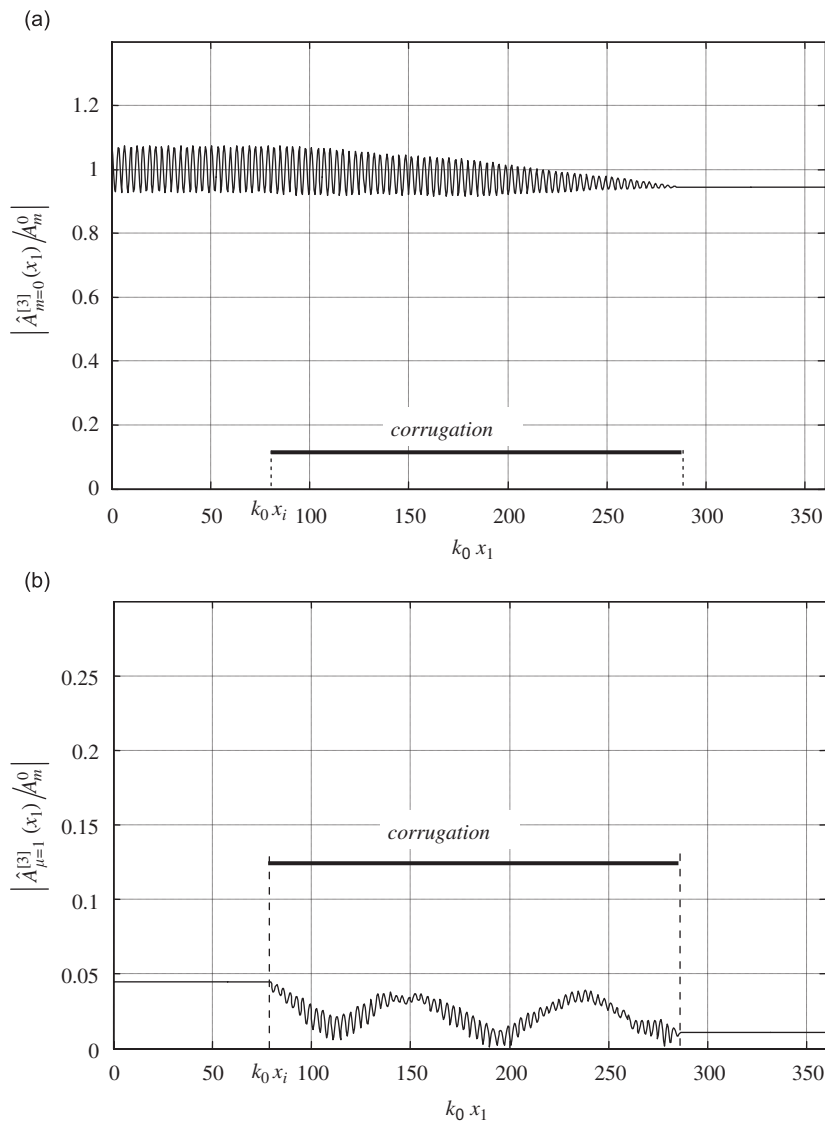 (a)
1.2
1
0.8
0.6
0.4
0.2
0
|Â^{[3]}_{m=0}(x_1)/A^0_m|
corrugation
0 50 k_0 x_i 100 150 200 250 300 350
k_0 x_1
(b)
0.25
0.2
0.15
0.1
0.05
0
|Â^{[3]}_{μ=1}(x_1)/A^0_m|
corrugation
0 50 k_0 x_i 100 150 200 250 300 350
k_0 x_1